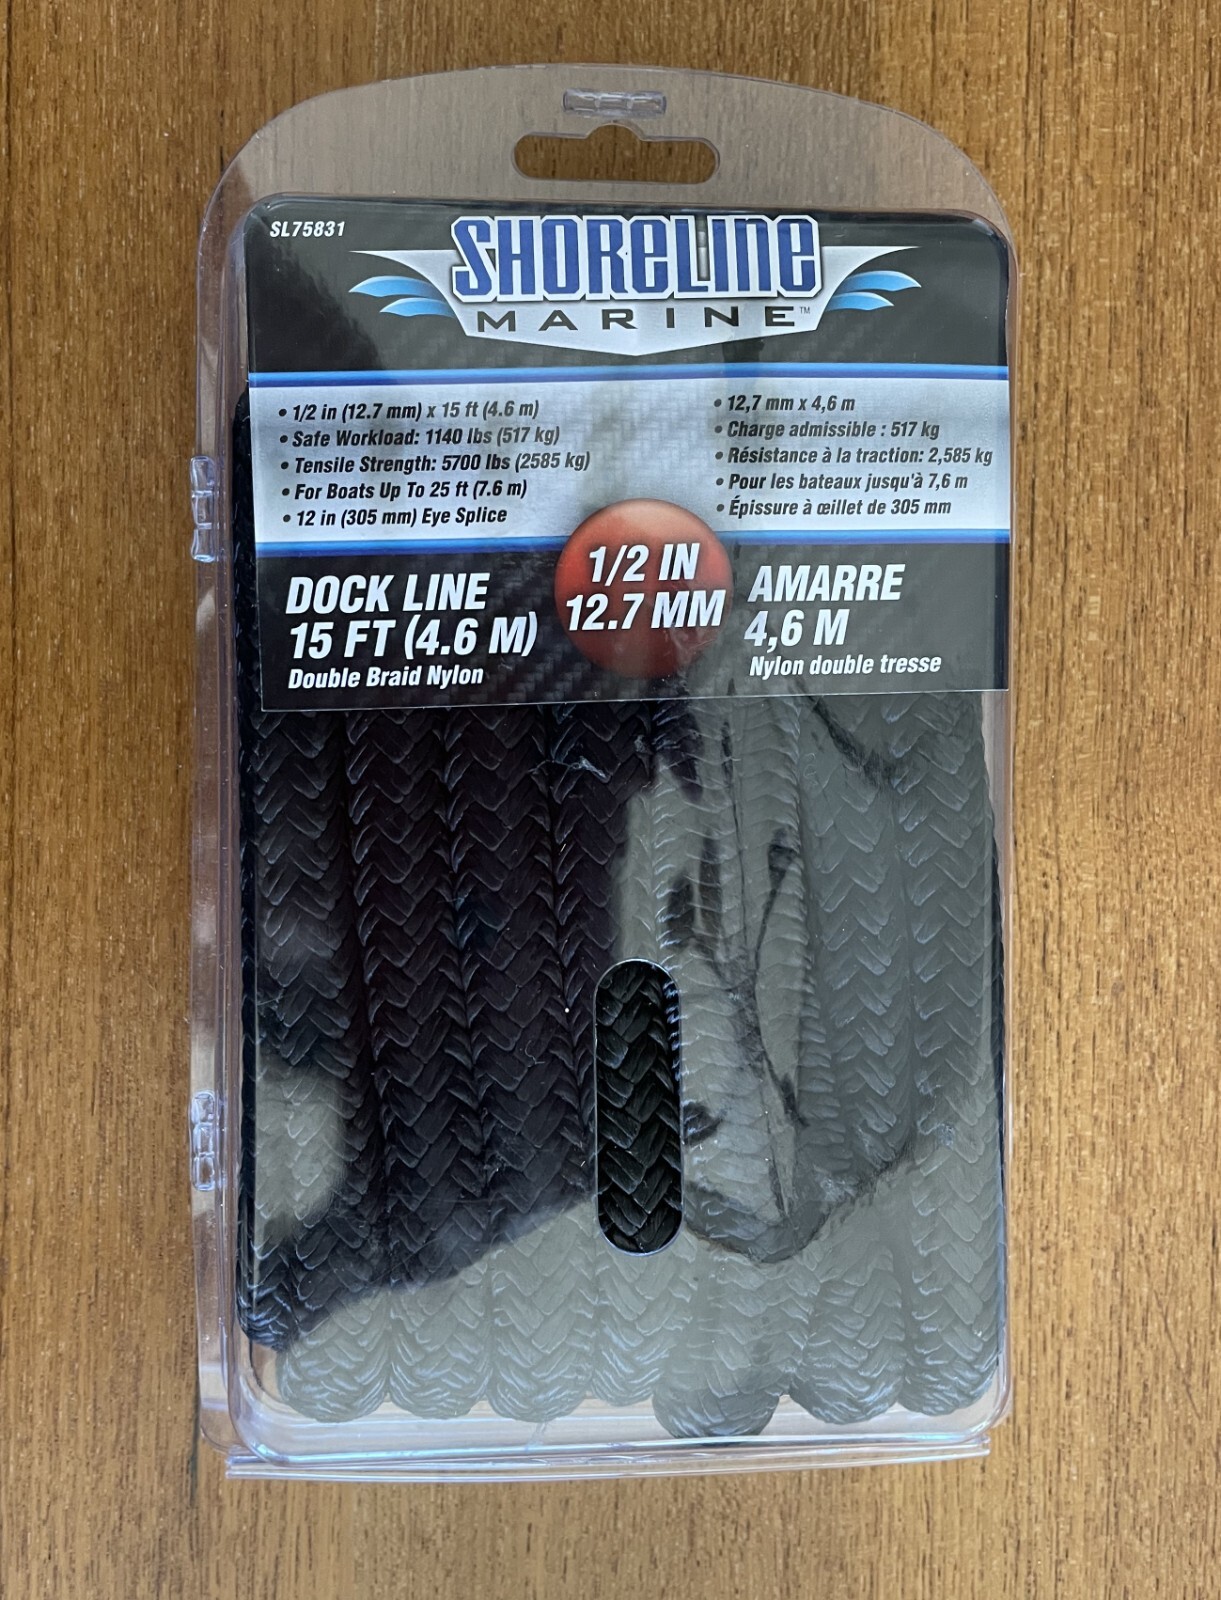 SL75831
SHORELINE
MARINE™
• 1/2 in (12.7 mm) x 15 ft (4.6 m)
• Safe Workload: 1140 lbs (517 kg)
• Tensile Strength: 5700 lbs (2585 kg)
• For Boats Up To 25 ft (7.6 m)
• 12 in (305 mm) Eye Splice
• 12,7 mm x 4,6 m
• Charge admissible : 517 kg
• Résistance à la traction: 2,585 kg
• Pour les bateaux jusqu'à 7,6 m
• Épissure à œillet de 305 mm
DOCK LINE
15 FT (4.6 M)
Double Braid Nylon
1/2 IN
12.7 MM
AMARRE
4,6 M
Nylon double tresse